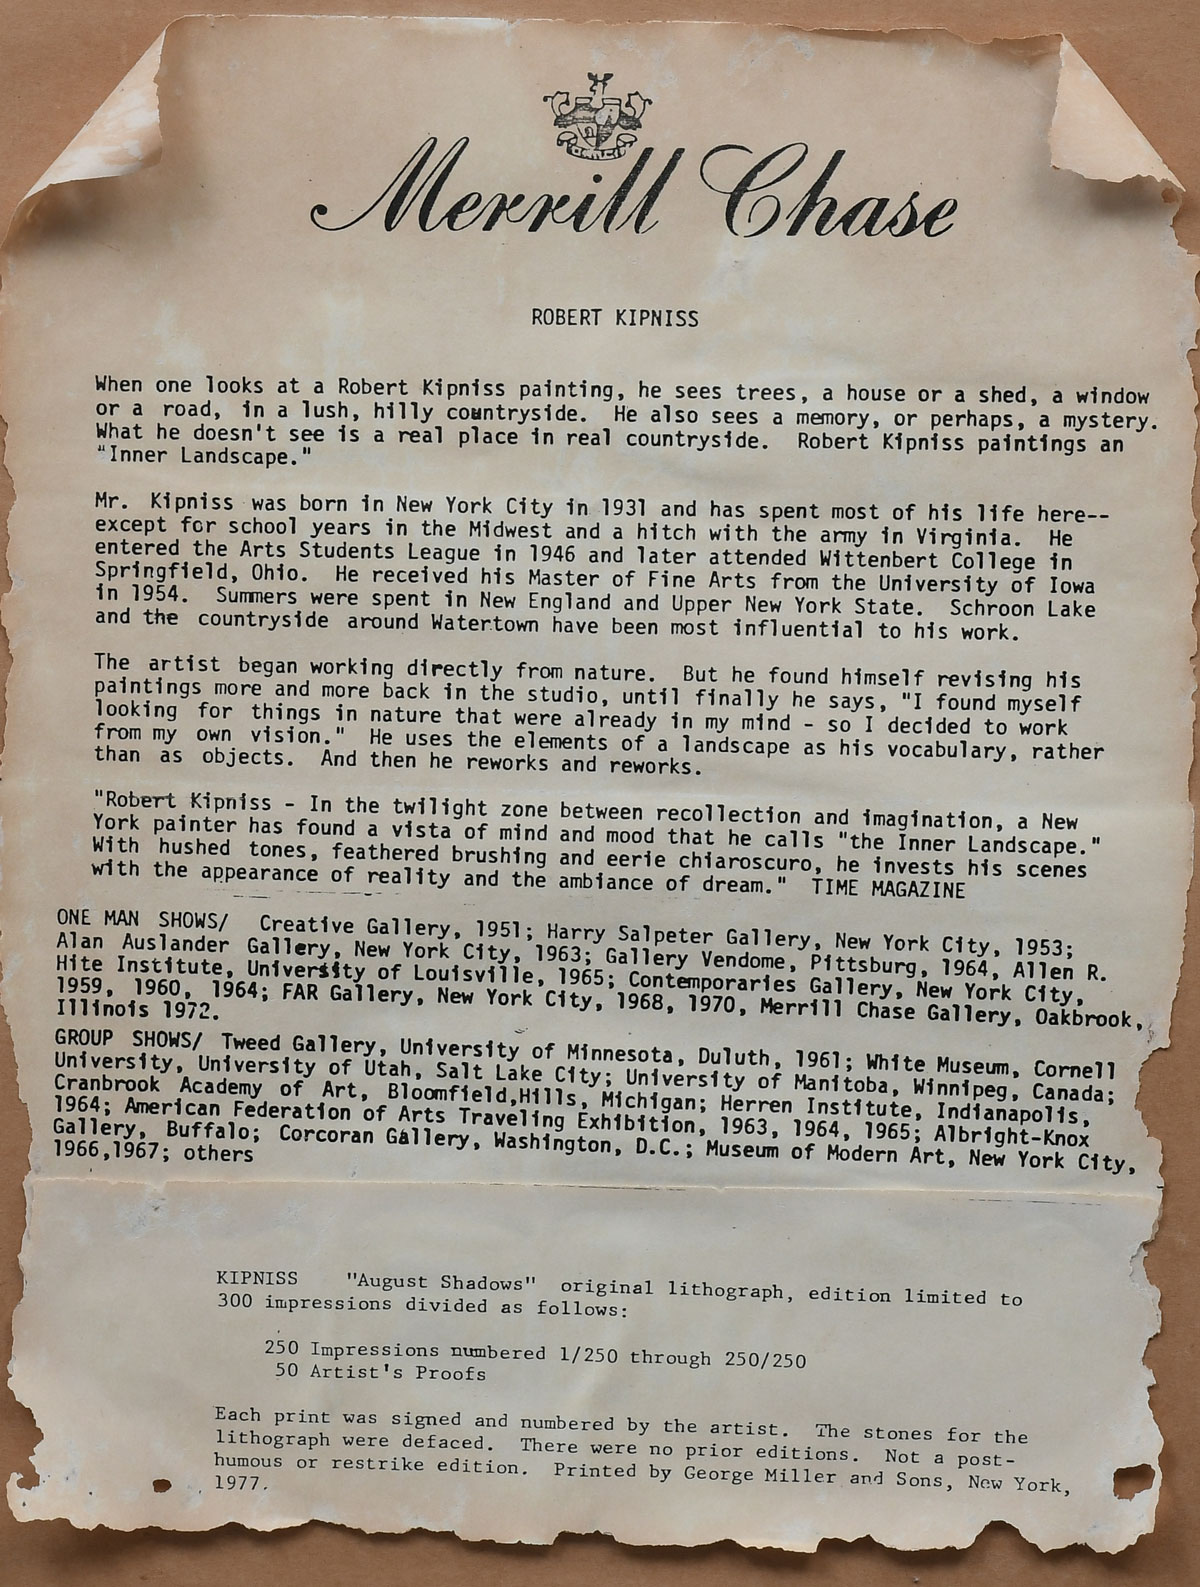 Merrill Chase
ROBERT KIPNISS
When one looks at a Robert Kipniss painting, he sees trees, a house or a shed, a window
or a road, in a lush, hilly countryside. He also sees a memory, or perhaps, a mystery.
What he doesn't see is a real place in real countryside. Robert Kipniss paintings an
"Inner Landscape."
Mr. Kipniss was born in New York City in 1931 and has spent most of his life here--
except for school years in the Midwest and a hitch with the army in Virginia. He
entered the Arts Students League in 1946 and later attended Wittenbert College in
Springfield, Ohio. He received his Master of Fine Arts from the University of Iowa
in 1954. Summers were spent in New England and Upper New York State. Schroon Lake
and the countryside around Watertown have been most influential to his work.
The artist began working directly from nature. But he found himself revising his
paintings more and more back in the studio, until finally he says, "I found myself
looking for things in nature that were already in my mind - so I decided to work
from my own vision." He uses the elements of a landscape as his vocabulary, rather
than as objects. And then he reworks and reworks.
"Robert Kipniss - In the twilight zone between recollection and imagination, a New
York painter has found a vista of mind and mood that he calls "the Inner Landscape."
With hushed tones, feathered brushing and eerie chiaroscuro, he invests his scenes
with the appearance of reality and the ambiance of dream." TIME MAGAZINE
ONE MAN SHOWS/ Creative Gallery, 1951; Harry Salpeter Gallery, New York City, 1953;
Alan Auslander Gallery, New York City, 1963; Gallery Vendome, Pittsburg, 1964, Allen R.
Hite Institute, University of Louisville, 1965; Contemporaries Gallery, New York City,
1959, 1960, 1964; FAR Gallery, New York City, 1968, 1970, Merrill Chase Gallery, Oakbrook,
Illinois 1972.
GROUP SHOWS/ Tweed Gallery, University of Minnesota, Duluth, 1961; White Museum, Cornell
University, University of Utah, Salt Lake City; University of Manitoba, Winnipeg, Canada;
Cranbrook Academy of Art, Bloomfield,Hills, Michigan; Herren Institute, Indianapolis,
1964; American Federation of Arts Traveling Exhibition, 1963, 1964, 1965; Albright-Knox
Gallery, Buffalo; Corcoran Gallery, Washington, D.C.; Museum of Modern Art, New York City,
1966,1967; others
KIPNISS "August Shadows" original lithograph, edition limited to
300 impressions divided as follows:
250 Impressions numbered 1/250 through 250/250
50 Artist's Proofs
Each print was signed and numbered by the artist. The stones for the
lithograph were defaced. There were no prior editions. Not a post-
humous or restrike edition. Printed by George Miller and Sons, New York,
1977.